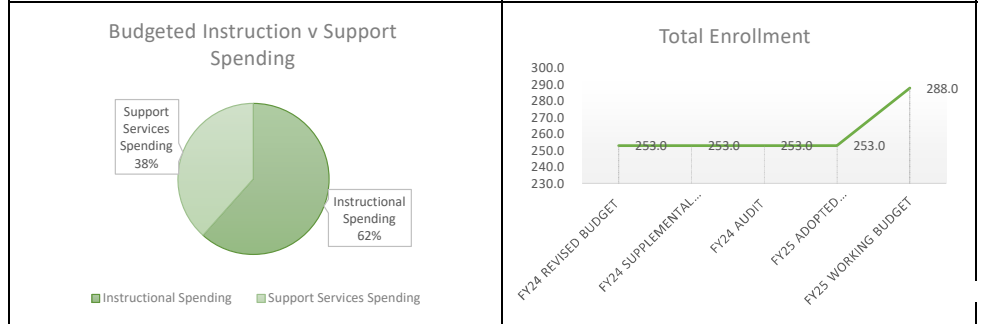 Budgeted Instruction v Support
Spending
Support
Services
Spending
38%
Instructional
Spending
62%
Instructional Spending
Support Services Spending
Total Enrollment
300.0
290.0
280.0
270.0
260.0
250.0
240.0
230.0
253.0
253.0
253.0
253.0
288.0
FY24 REVISED BUDGET
FY24 SUPPLEMENTAL…
FY24 AUDIT
FY25 ADOPTED…
FY25 WORKING BUDGET